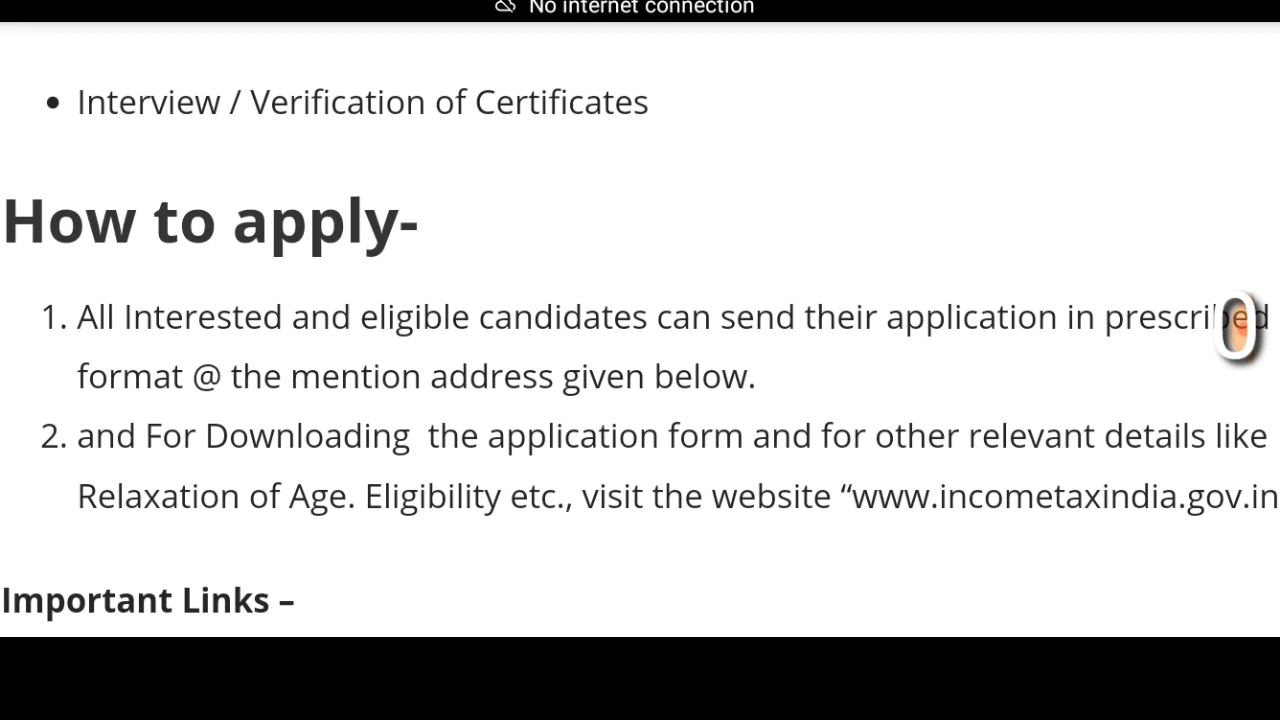 No internet connection
• Interview / Verification of Certificates
How to apply-
1. All Interested and eligible candidates can send their application in prescribed
format @ the mention address given below.
2. and For Downloading  the application form and for other relevant details like
Relaxation of Age. Eligibility etc., visit the website “www.incometaxindia.gov.in
Important Links –
0